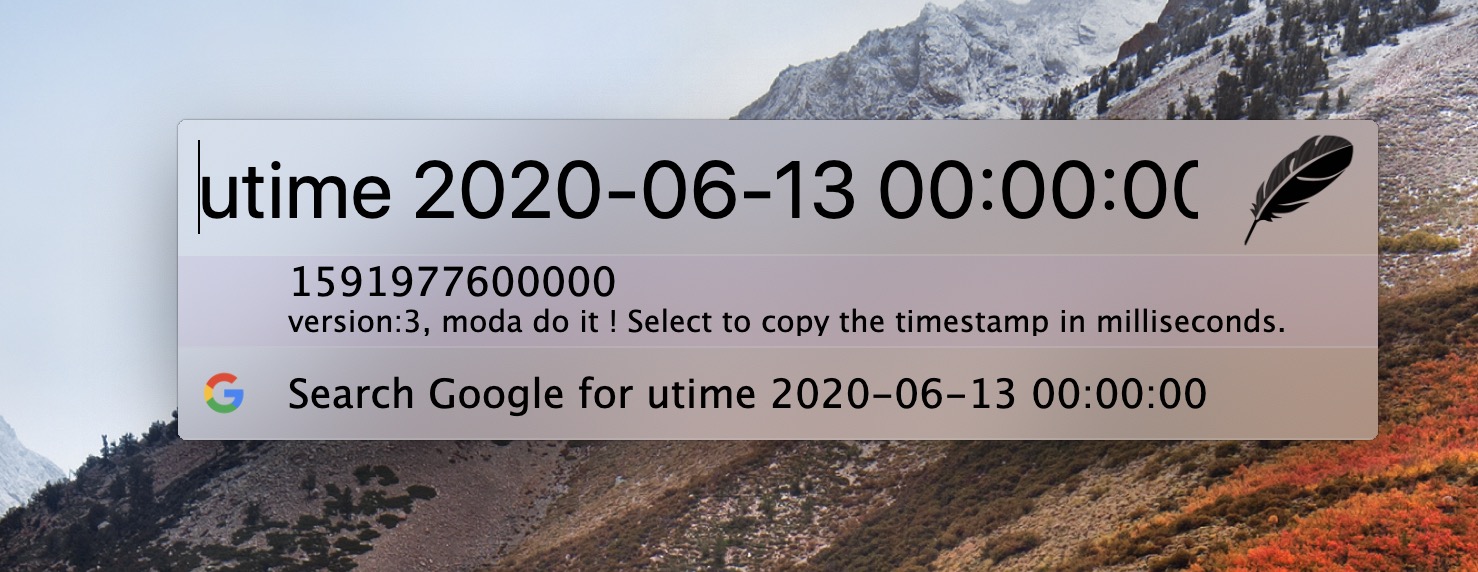 utime 2020-06-13 00:00:00
1591977600000
version:3, moda do it ! Select to copy the timestamp in milliseconds.
Search Google for utime 2020-06-13 00:00:00